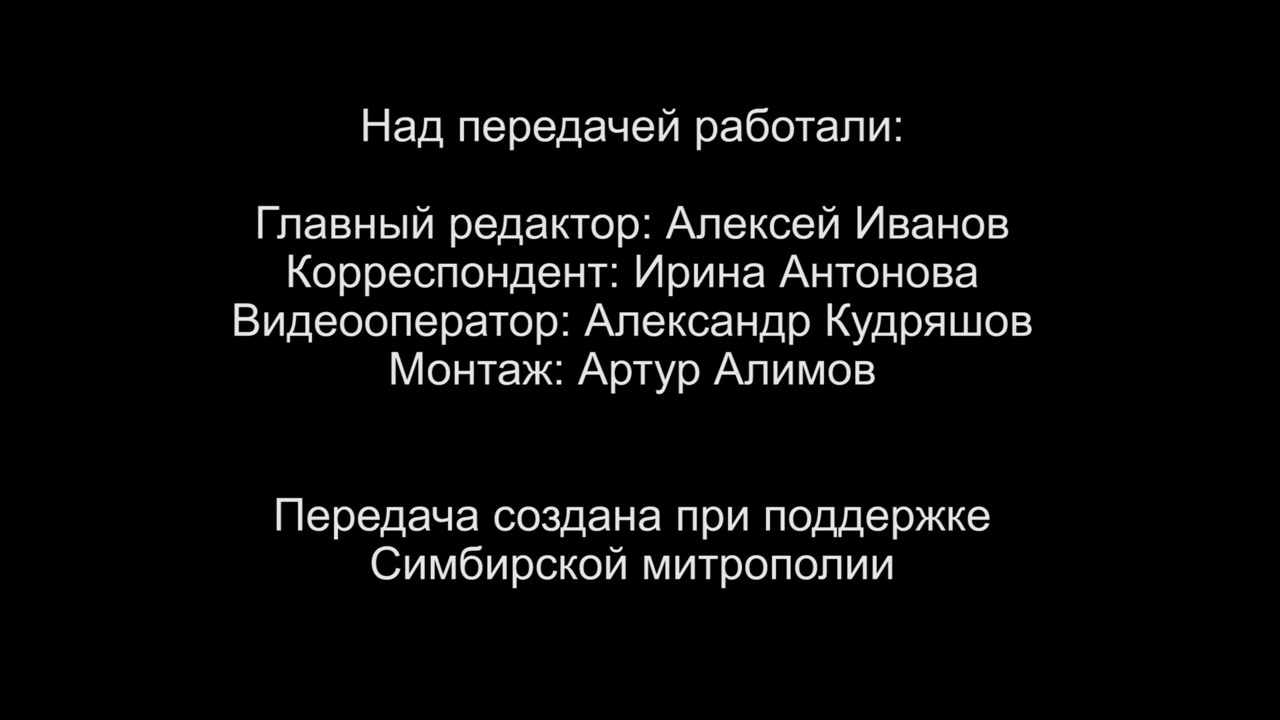 Над передачей работали:
Главный редактор: Алексей Иванов
Корреспондент: Ирина Антонова
Видеооператор: Александр Кудряшов
Монтаж: Артур Алимов
Передача создана при поддержке
Симбирской митрополии